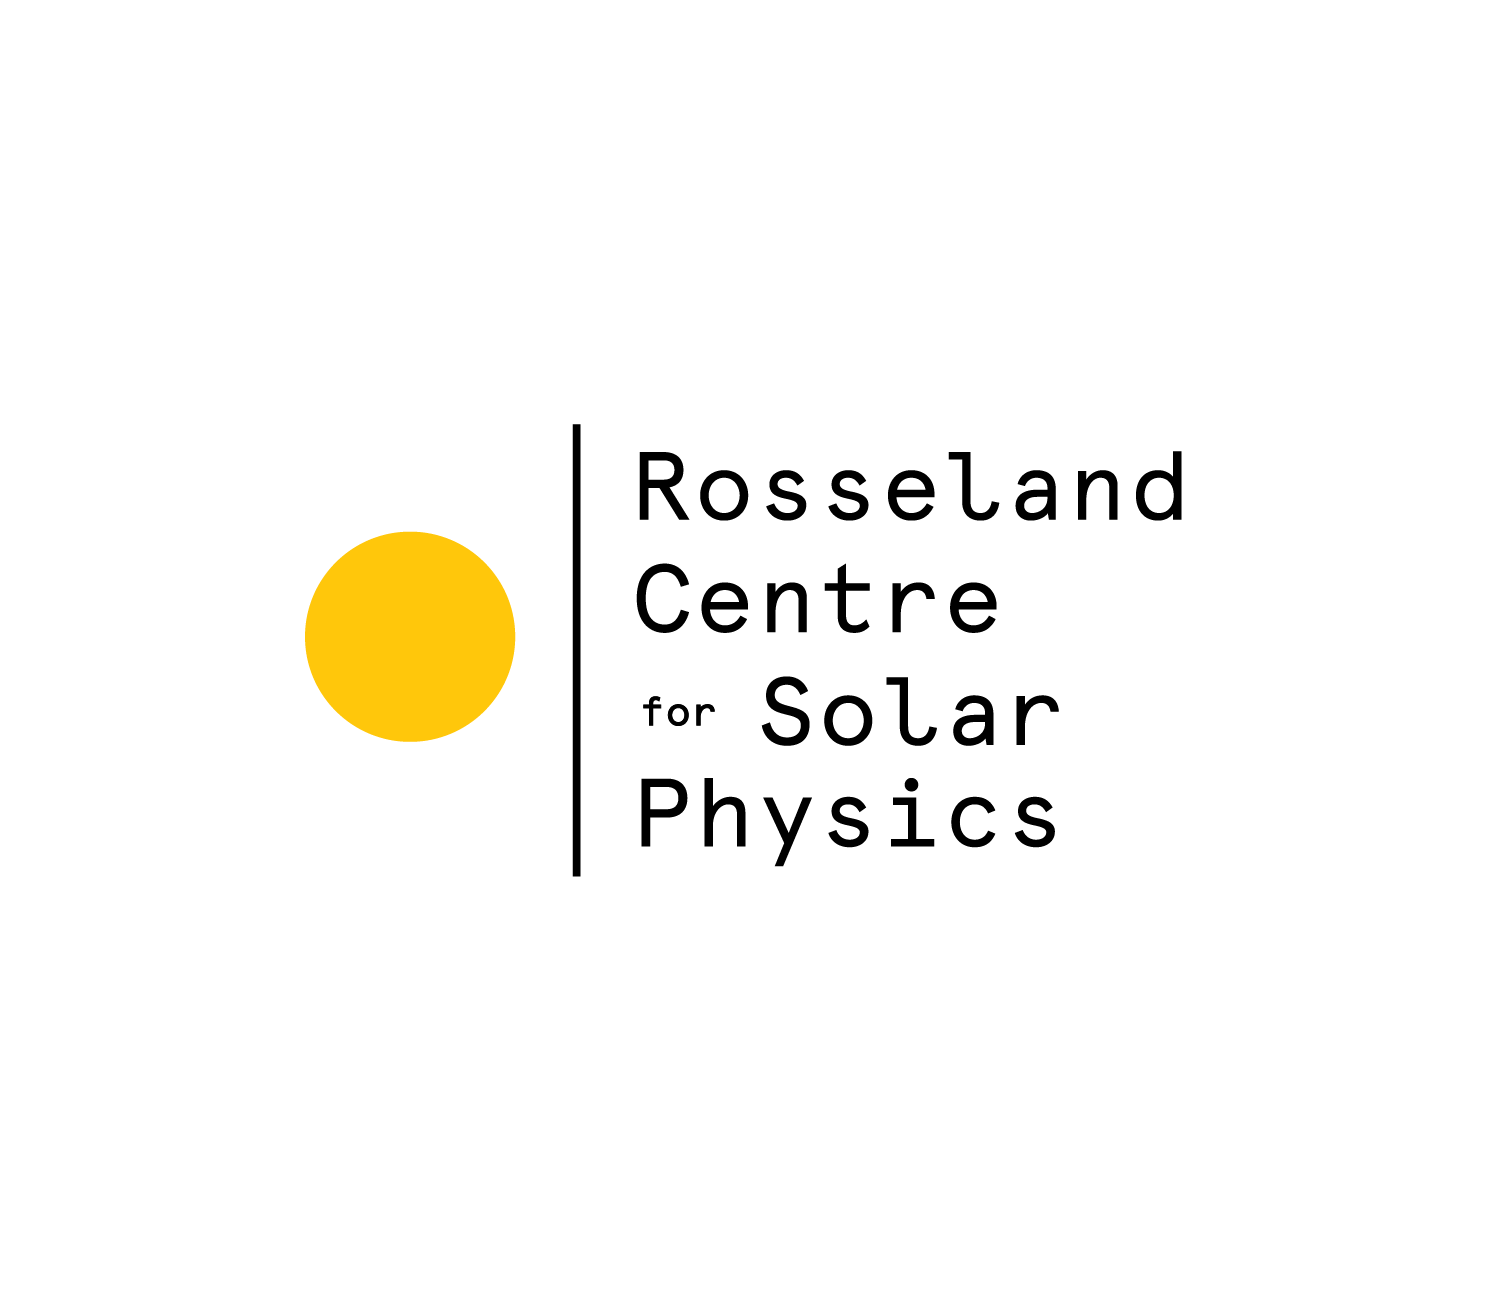 Rosseland
Centre
for Solar
Physics